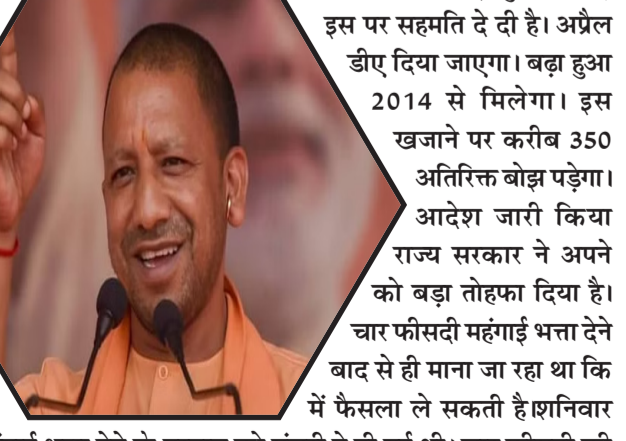 इस पर सहमति दे दी है। अप्रैल
डीए दिया जाएगा। बढ़ा हुआ
2014 से मिलेगा। इस
खजाने पर करीब 350
अतिरिक्त बोझ पड़ेगा।
आदेश जारी किया
राज्य सरकार ने अपने
को बड़ा तोहफा दिया है।
चार फीसदी महंगाई भत्ता देने
बाद से ही माना जा रहा था कि
में फैसला ले सकती है।शनिवार